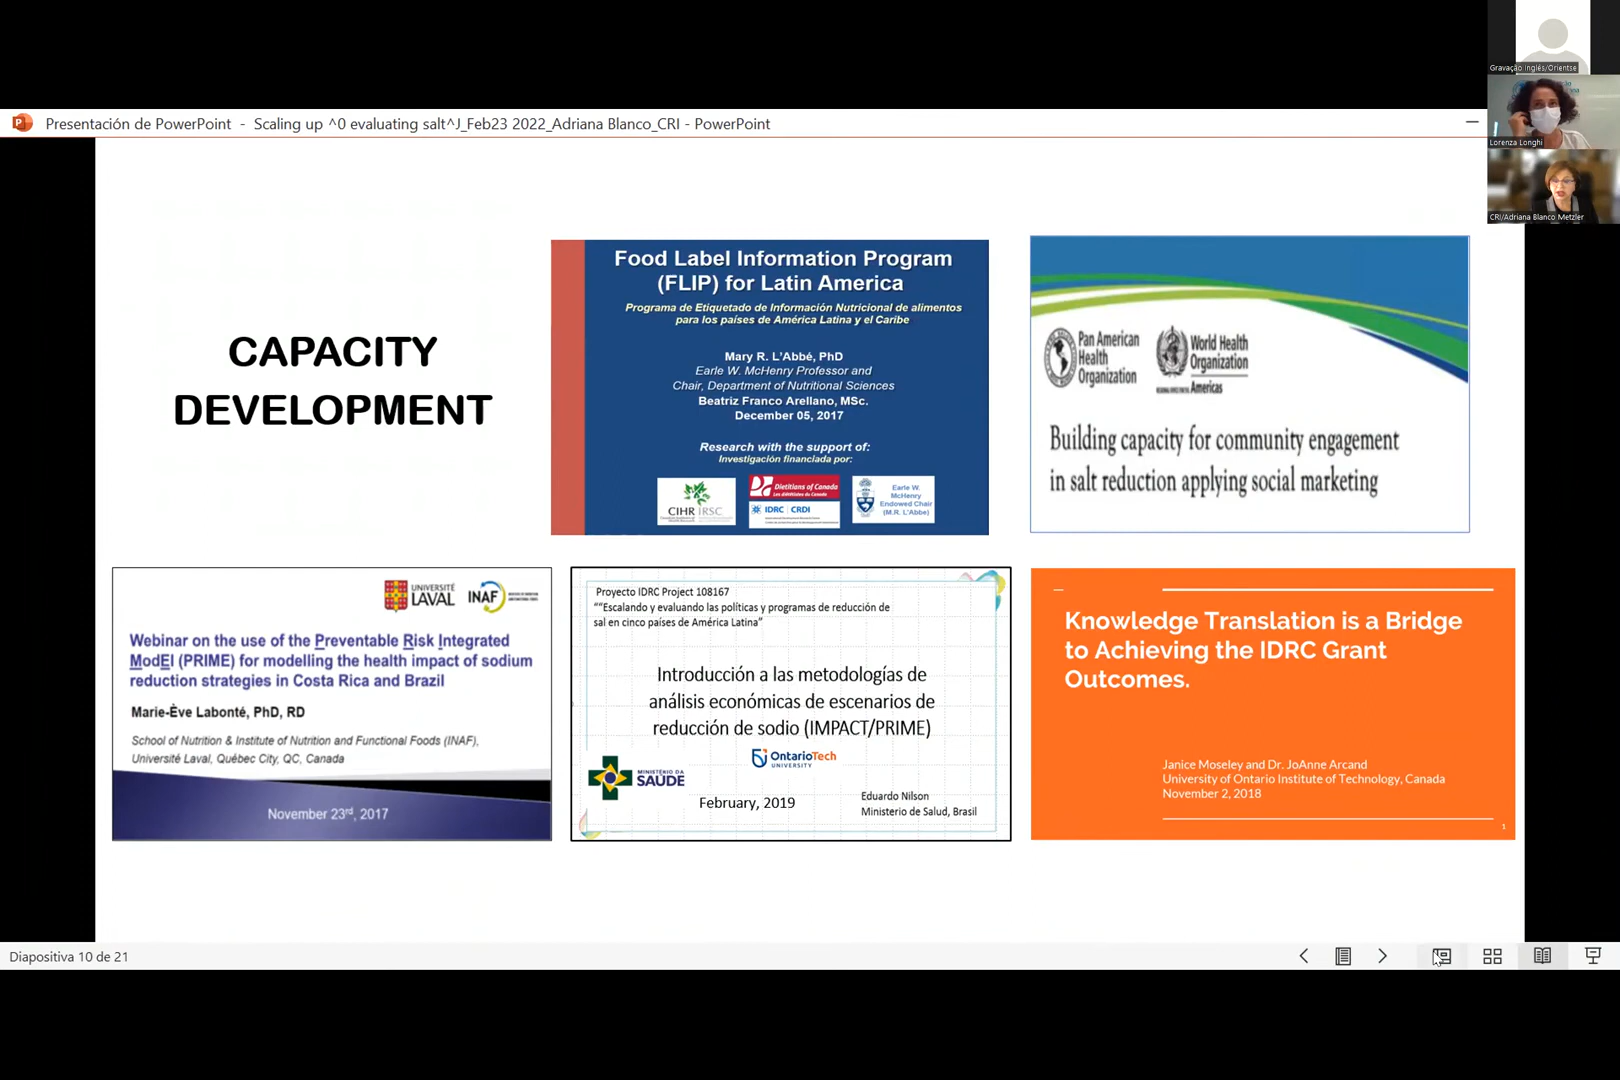 Gravação Inglês/Orientse
Lorenza Longhi
CRI/Adriana Blanco Metzler
Presentación de PowerPoint - Scaling up ^0 evaluating salt^J_Feb23 2022_Adriana Blanco_CRI - PowerPoint
CAPACITY
DEVELOPMENT
Food Label Information Program
(FLIP) for Latin America
Programa de Etiquetado de Información Nutricional de alimentos
para los países de América Latina y el Caribe
Mary R. L'Abbé, PhD
Earle W. McHenry Professor and
Chair, Department of Nutritional Sciences
Beatriz Franco Arellano, MSc.
December 05, 2017
Research with the support of:
Investigación financiada por:
CIHR IRSC
Dietitians of Canada
Les diététistes du Canada
IDRC | CRDI
Earle W.
McHenry
Endowed Chair
(M.R. L'Abbe)
Pan American
Health
Organization
World Health
Organization
Americas
Building capacity for community engagement
in salt reduction applying social marketing
UNIVERSITÉ
LAVAL
INAF
Webinar on the use of the Preventable Risk Integrated
ModEl (PRIME) for modelling the health impact of sodium
reduction strategies in Costa Rica and Brazil
Marie-Ève Labonté, PhD, RD
School of Nutrition & Institute of Nutrition and Functional Foods (INAF),
Université Laval, Québec City, QC, Canada
November 23rd, 2017
Proyecto IDRC Project 108167
""Escalando y evaluando las políticas y programas de reducción de
sal en cinco países de América Latina"
Introducción a las metodologías de
análisis económicas de escenarios de
reducción de sodio (IMPACT/PRIME)
OntarioTech
UNIVERSITY
MINISTÉRIO DA
SAÚDE
February, 2019
Eduardo Nilson
Ministerio de Salud, Brasil
Knowledge Translation is a Bridge
to Achieving the IDRC Grant
Outcomes.
Janice Moseley and Dr. JoAnne Arcand
University of Ontario Institute of Technology, Canada
November 2, 2018
1
Diapositiva 10 de 21